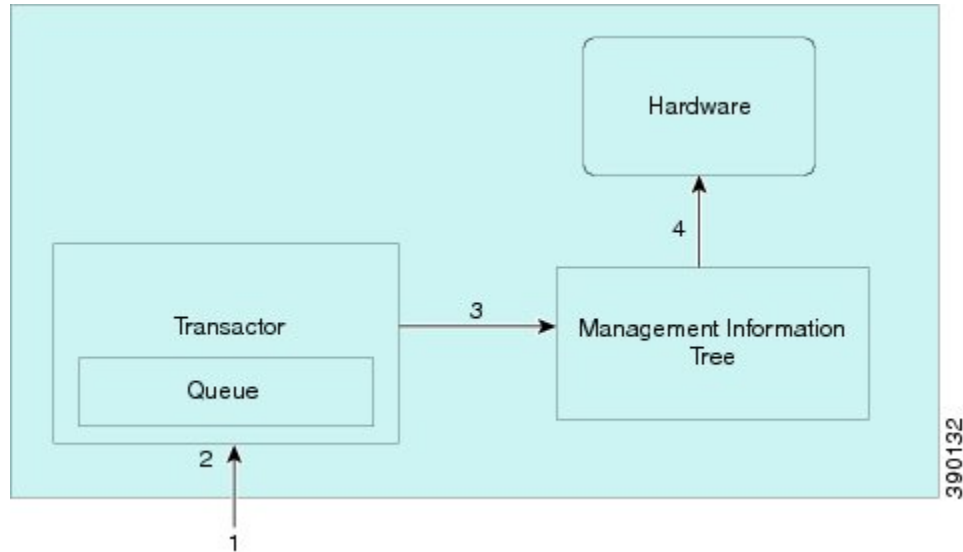 Hardware
4
Transactor
3
Management Information
Tree
Queue
2
1
390132